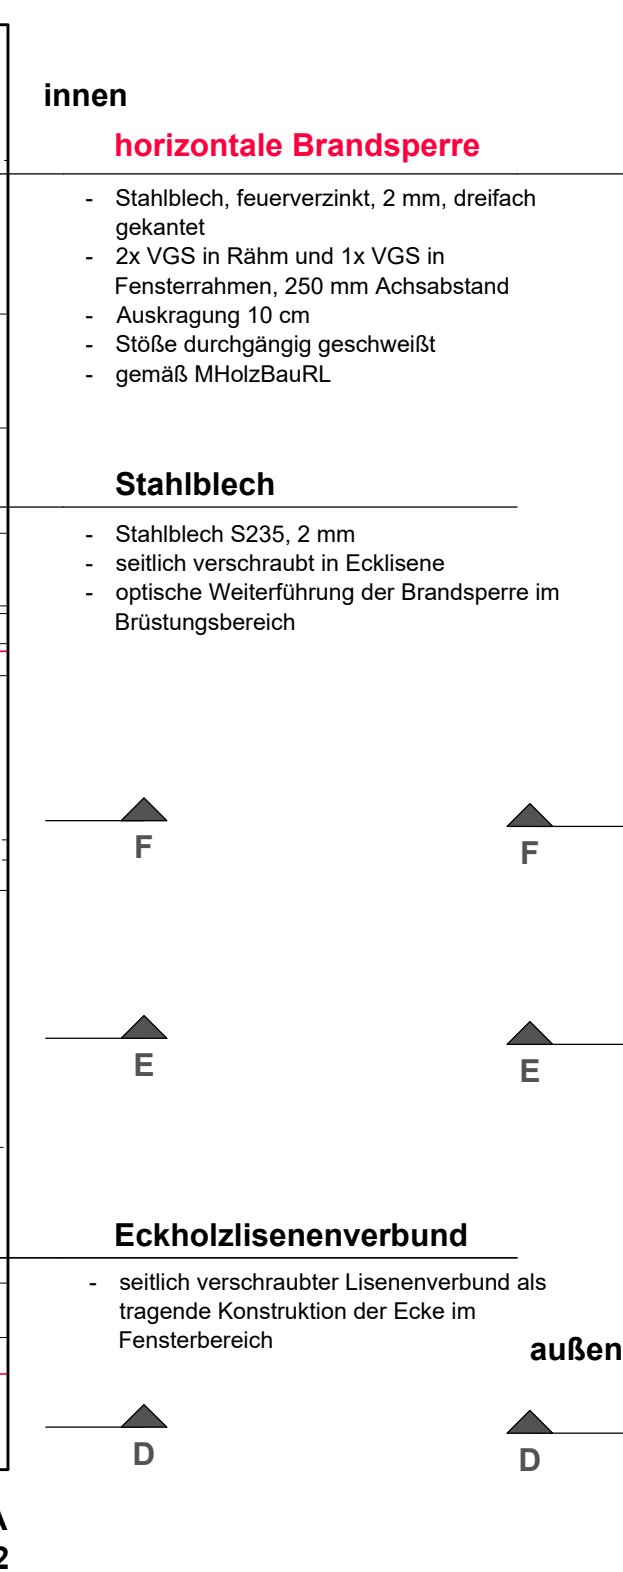 innen
horizontale Brandsperre
- Stahlblech, feuerverzinkt, 2 mm, dreifach
gekantet
- 2x VGS in Rähm und 1x VGS in
Fensterrahmen, 250 mm Achsabstand
- Auskragung 10 cm
- Stöße durchgängig geschweißt
- gemäß MHolzBauRL
Stahlblech
- Stahlblech S235, 2 mm
- seitlich verschraubt in Ecklisene
- optische Weiterführung der Brandsperre im
Brüstungsbereich
F F
E E
Eckholzlisenenverbund
- seitlich verschraubter Lisenenverbund als
tragende Konstruktion der Ecke im
Fensterbereich
außen
D D
A
2